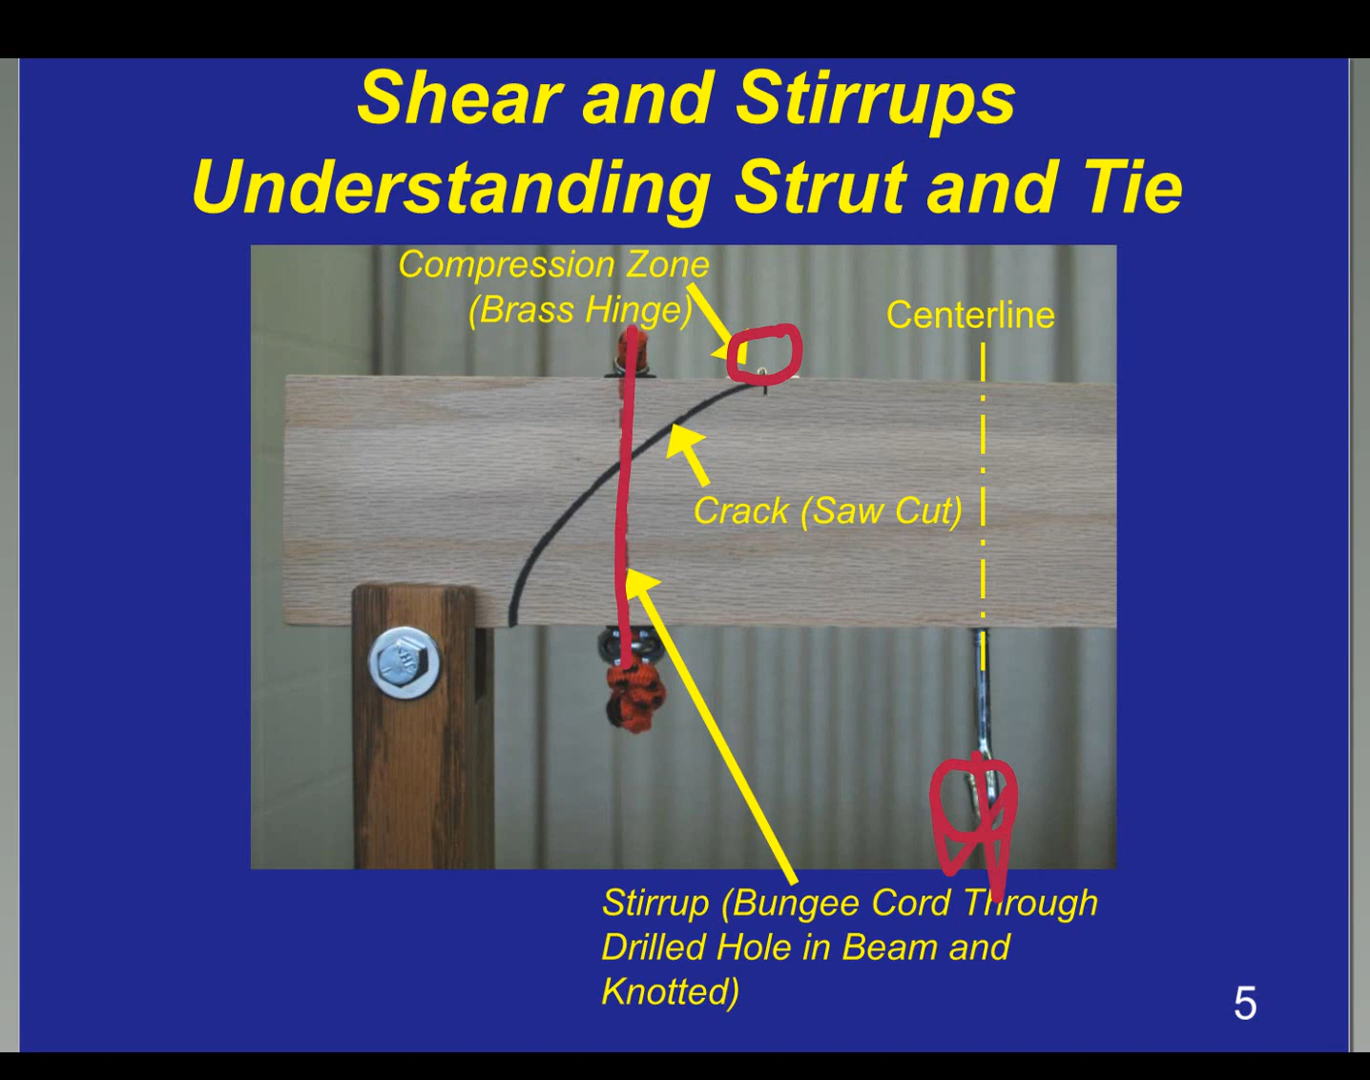 Shear and Stirrups
Understanding Strut and Tie
Compression Zone
(Brass Hinge)
Centerline
Crack (Saw Cut)
Stirrup (Bungee Cord Through
Drilled Hole in Beam and
Knotted)
5